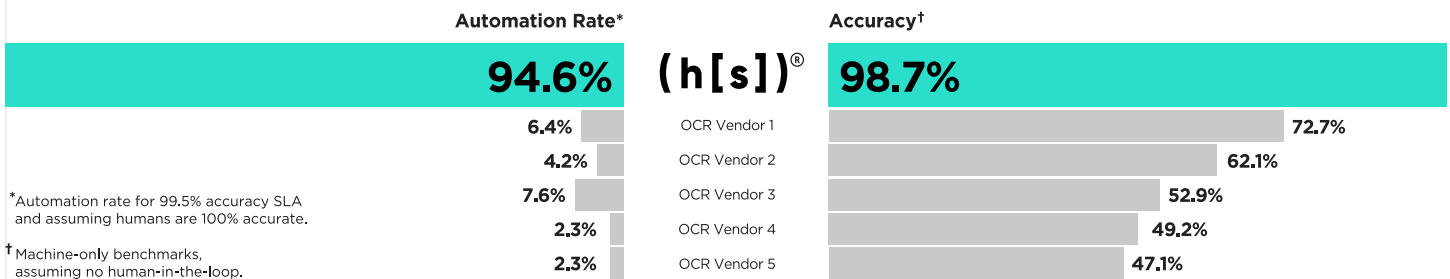 Automation Rate* Accuracy†
94.6% (h[s])® 98.7%
6.4% OCR Vendor 1 72.7%
4.2% OCR Vendor 2 62.1%
7.6% OCR Vendor 3 52.9%
2.3% OCR Vendor 4 49.2%
2.3% OCR Vendor 5 47.1%
*Automation rate for 99.5% accuracy SLA
and assuming humans are 100% accurate.
† Machine-only benchmarks,
assuming no human-in-the-loop.